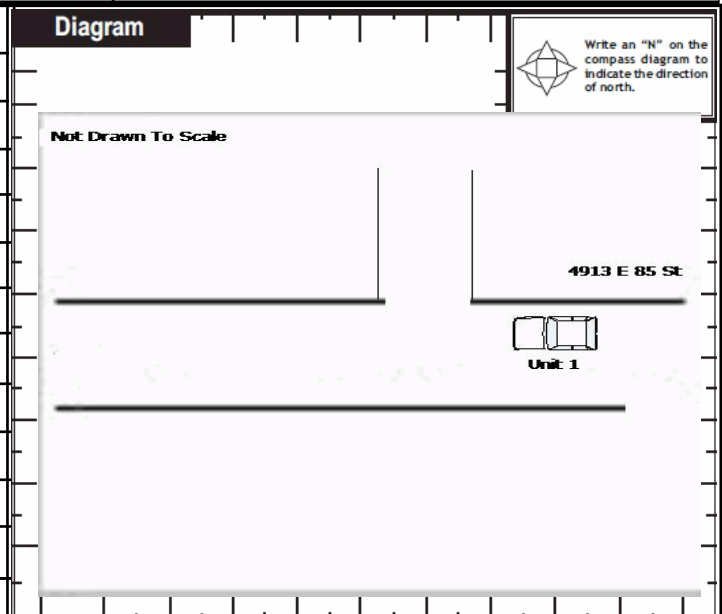 Diagram
Write an "N" on the
compass diagram to
indicate the direction
of north.
Not Drawn To Scale
4913 E 85 St
Unit 1